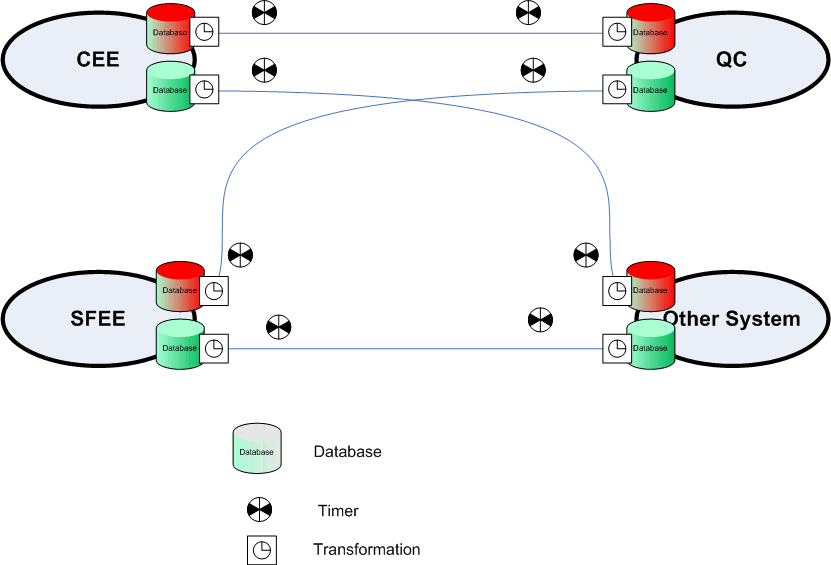 Database
Database
CEE
QC
Database
Database
Database
Database
SFEE
Other System
Database
Database
Database
Database
Timer
Transformation